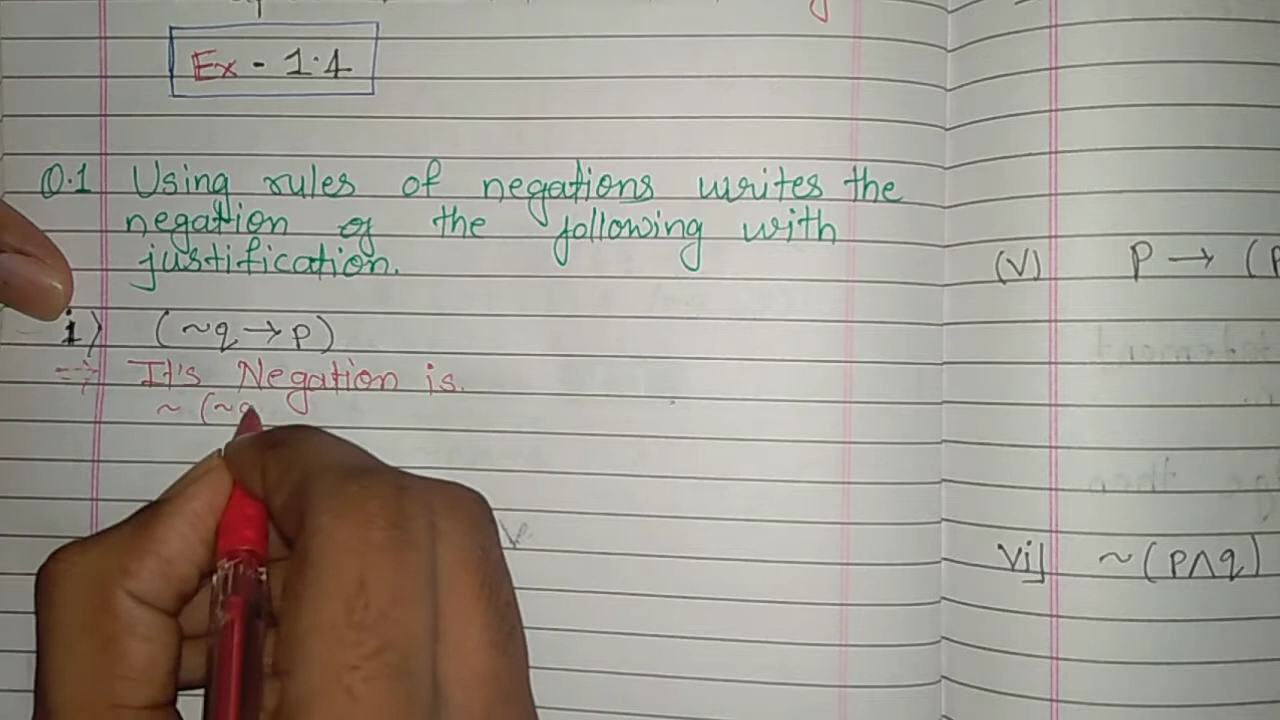 Ex - 1.4
Q.1 Using rules of negations writes the
negation of the following with
justification.
i) (~q → p)
⇒ It's Negation is.
~ (~q
(V) P → (P
Vi) ~(P∧q)